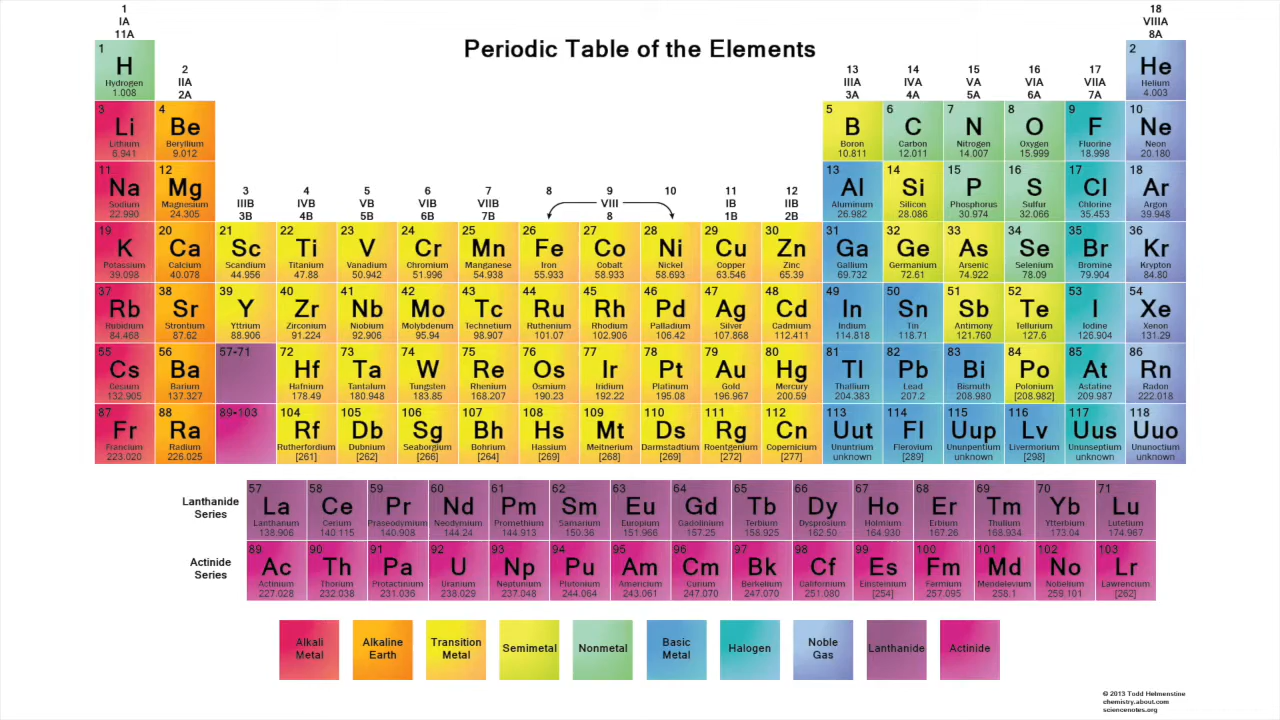 1
IA
11A
18
VIIIA
8A
Periodic Table of the Elements
1
H
Hydrogen
1.008
2
IIA
2A
13
IIIA
3A
14
IVA
4A
15
VA
5A
16
VIA
6A
17
VIIA
7A
2
He
Helium
4.003
3
Li
Lithium
6.941
4
Be
Beryllium
9.012
5
B
Boron
10.811
6
C
Carbon
12.011
7
N
Nitrogen
14.007
8
O
Oxygen
15.999
9
F
Fluorine
18.998
10
Ne
Neon
20.180
11
Na
Sodium
22.990
12
Mg
Magnesium
24.305
3
IIIB
3B
4
IVB
4B
5
VB
5B
6
VIB
6B
7
VIIB
7B
8
9
10
VIII
8
11
IB
1B
12
IIB
2B
13
Al
Aluminum
26.982
14
Si
Silicon
28.086
15
P
Phosphorus
30.974
16
S
Sulfur
32.066
17
Cl
Chlorine
35.453
18
Ar
Argon
39.948
19
K
Potassium
39.098
20
Ca
Calcium
40.078
21
Sc
Scandium
44.956
22
Ti
Titanium
47.88
23
V
Vanadium
50.942
24
Cr
Chromium
51.996
25
Mn
Manganese
54.938
26
Fe
Iron
55.933
27
Co
Cobalt
58.933
28
Ni
Nickel
58.693
29
Cu
Copper
63.546
30
Zn
Zinc
65.39
31
Ga
Gallium
69.732
32
Ge
Germanium
72.61
33
As
Arsenic
74.922
34
Se
Selenium
78.09
35
Br
Bromine
79.904
36
Kr
Krypton
84.80
37
Rb
Rubidium
84.468
38
Sr
Strontium
87.62
39
Y
Yttrium
88.906
40
Zr
Zirconium
91.224
41
Nb
Niobium
92.906
42
Mo
Molybdenum
95.94
43
Tc
Technetium
98.907
44
Ru
Ruthenium
101.07
45
Rh
Rhodium
102.906
46
Pd
Palladium
106.42
47
Ag
Silver
107.868
48
Cd
Cadmium
112.411
49
In
Indium
114.818
50
Sn
Tin
118.71
51
Sb
Antimony
121.760
52
Te
Tellurium
127.6
53
I
Iodine
126.904
54
Xe
Xenon
131.29
55
Cs
Cesium
132.905
56
Ba
Barium
137.327
57-71
72
Hf
Hafnium
178.49
73
Ta
Tantalum
180.948
74
W
Tungsten
183.85
75
Re
Rhenium
168.207
76
Os
Osmium
190.23
77
Ir
Iridium
192.22
78
Pt
Platinum
195.08
79
Au
Gold
196.967
80
Hg
Mercury
200.59
81
Tl
Thallium
204.383
82
Pb
Lead
207.2
83
Bi
Bismuth
208.980
84
Po
Polonium
[208.982]
85
At
Astatine
209.987
86
Rn
Radon
222.018
87
Fr
Francium
223.020
88
Ra
Radium
226.025
89-103
104
Rf
Rutherfordium
[261]
105
Db
Dubnium
[262]
106
Sg
Seaborgium
[266]
107
Bh
Bohrium
[264]
108
Hs
Hassium
[269]
109
Mt
Meitnerium
[268]
110
Ds
Darmstadtium
[269]
111
Rg
Roentgenium
[272]
112
Cn
Copernicium
[277]
113
Uut
Ununtrium
unknown
114
Fl
Flerovium
[289]
115
Uup
Ununpentium
unknown
116
Lv
Livermorium
[298]
117
Uus
Ununseptium
unknown
118
Uuo
Ununoctium
unknown
Lanthanide
Series
57
La
Lanthanum
138.906
58
Ce
Cerium
140.115
59
Pr
Praseodymium
140.908
60
Nd
Neodymium
144.24
61
Pm
Promethium
144.913
62
Sm
Samarium
150.36
63
Eu
Europium
151.966
64
Gd
Gadolinium
157.25
65
Tb
Terbium
158.925
66
Dy
Dysprosium
162.50
67
Ho
Holmium
164.930
68
Er
Erbium
167.26
69
Tm
Thulium
168.934
70
Yb
Ytterbium
173.04
71
Lu
Lutetium
174.967
Actinide
Series
89
Ac
Actinium
227.028
90
Th
Thorium
232.038
91
Pa
Protactinium
231.036
92
U
Uranium
238.029
93
Np
Neptunium
237.048
94
Pu
Plutonium
244.064
95
Am
Americium
243.061
96
Cm
Curium
247.070
97
Bk
Berkelium
247.070
98
Cf
Californium
251.080
99
Es
Einsteinium
[254]
100
Fm
Fermium
257.095
101
Md
Mendelevium
258.1
102
No
Nobelium
259.101
103
Lr
Lawrencium
[262]
Alkali
Metal
Alkaline
Earth
Transition
Metal
Semimetal
Nonmetal
Basic
Metal
Halogen
Noble
Gas
Lanthanide
Actinide
© 2013 Todd Helmenstine
chemistry.about.com
sciencenotes.org